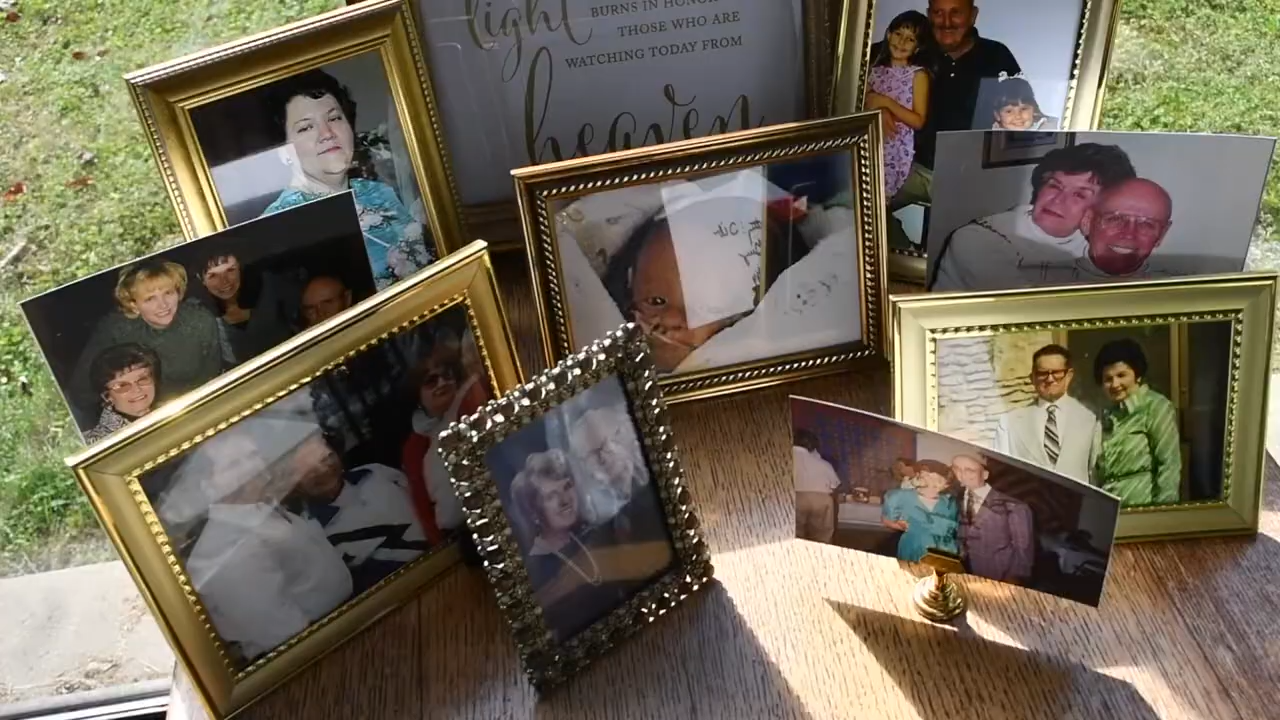 light
BURNS IN HONOR
THOSE WHO ARE
WATCHING TODAY FROM
heaven